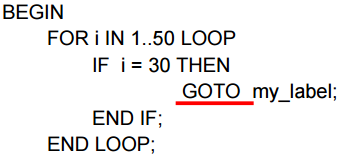 BEGIN
FOR i IN 1..50 LOOP
IF i = 30 THEN
GOTO my_label;
END IF;
END LOOP;